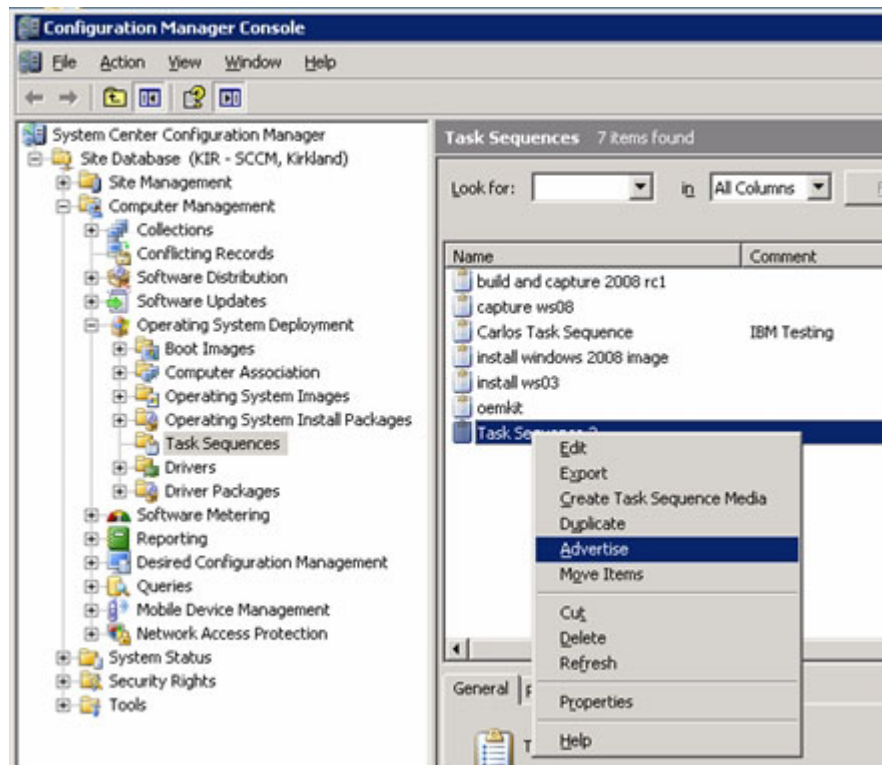 Configuration Manager Console
File Action View Window Help
System Center Configuration Manager
Site Database (KIR - SCCM, Kirkland)
Site Management
Computer Management
Collections
Conflicting Records
Software Distribution
Software Updates
Operating System Deployment
Boot Images
Computer Association
Operating System Images
Operating System Install Packages
Task Sequences
Drivers
Driver Packages
Software Metering
Reporting
Desired Configuration Management
Queries
Mobile Device Management
Network Access Protection
System Status
Security Rights
Tools
Task Sequences 7 items found
Look for: in All Columns
Name Comment
build and capture 2008 rc1
capture ws08
Carlos Task Sequence IBM Testing
install windows 2008 image
install ws03
oemkit
Task
Edit
Export
Create Task Sequence Media
Duplicate
Advertise
Move Items
Cut
Delete
Refresh
Properties
Help
General